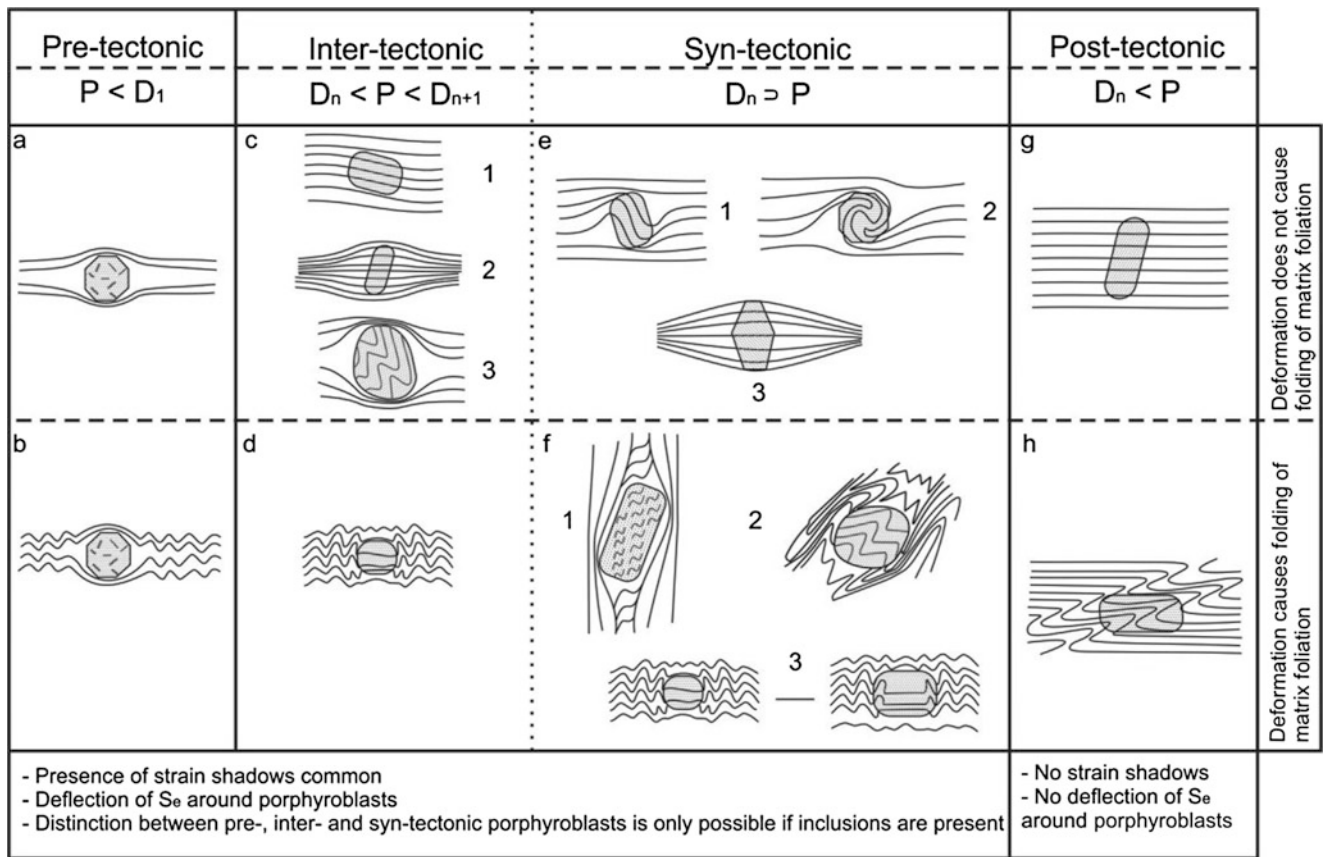 Pre-tectonic
Inter-tectonic
Syn-tectonic
Post-tectonic
P < D1
Dn < P < Dn+1
Dn ⊃ P
Dn < P
a
c
1
2
3
e
1
2
3
g
Deformation does not cause
folding of matrix foliation
b
d
f
1
2
3
h
Deformation causes folding of
matrix foliation
- Presence of strain shadows common
- Deflection of Se around porphyroblasts
- Distinction between pre-, inter- and syn-tectonic porphyroblasts is only possible if inclusions are present
- No strain shadows
- No deflection of Se
around porphyroblasts